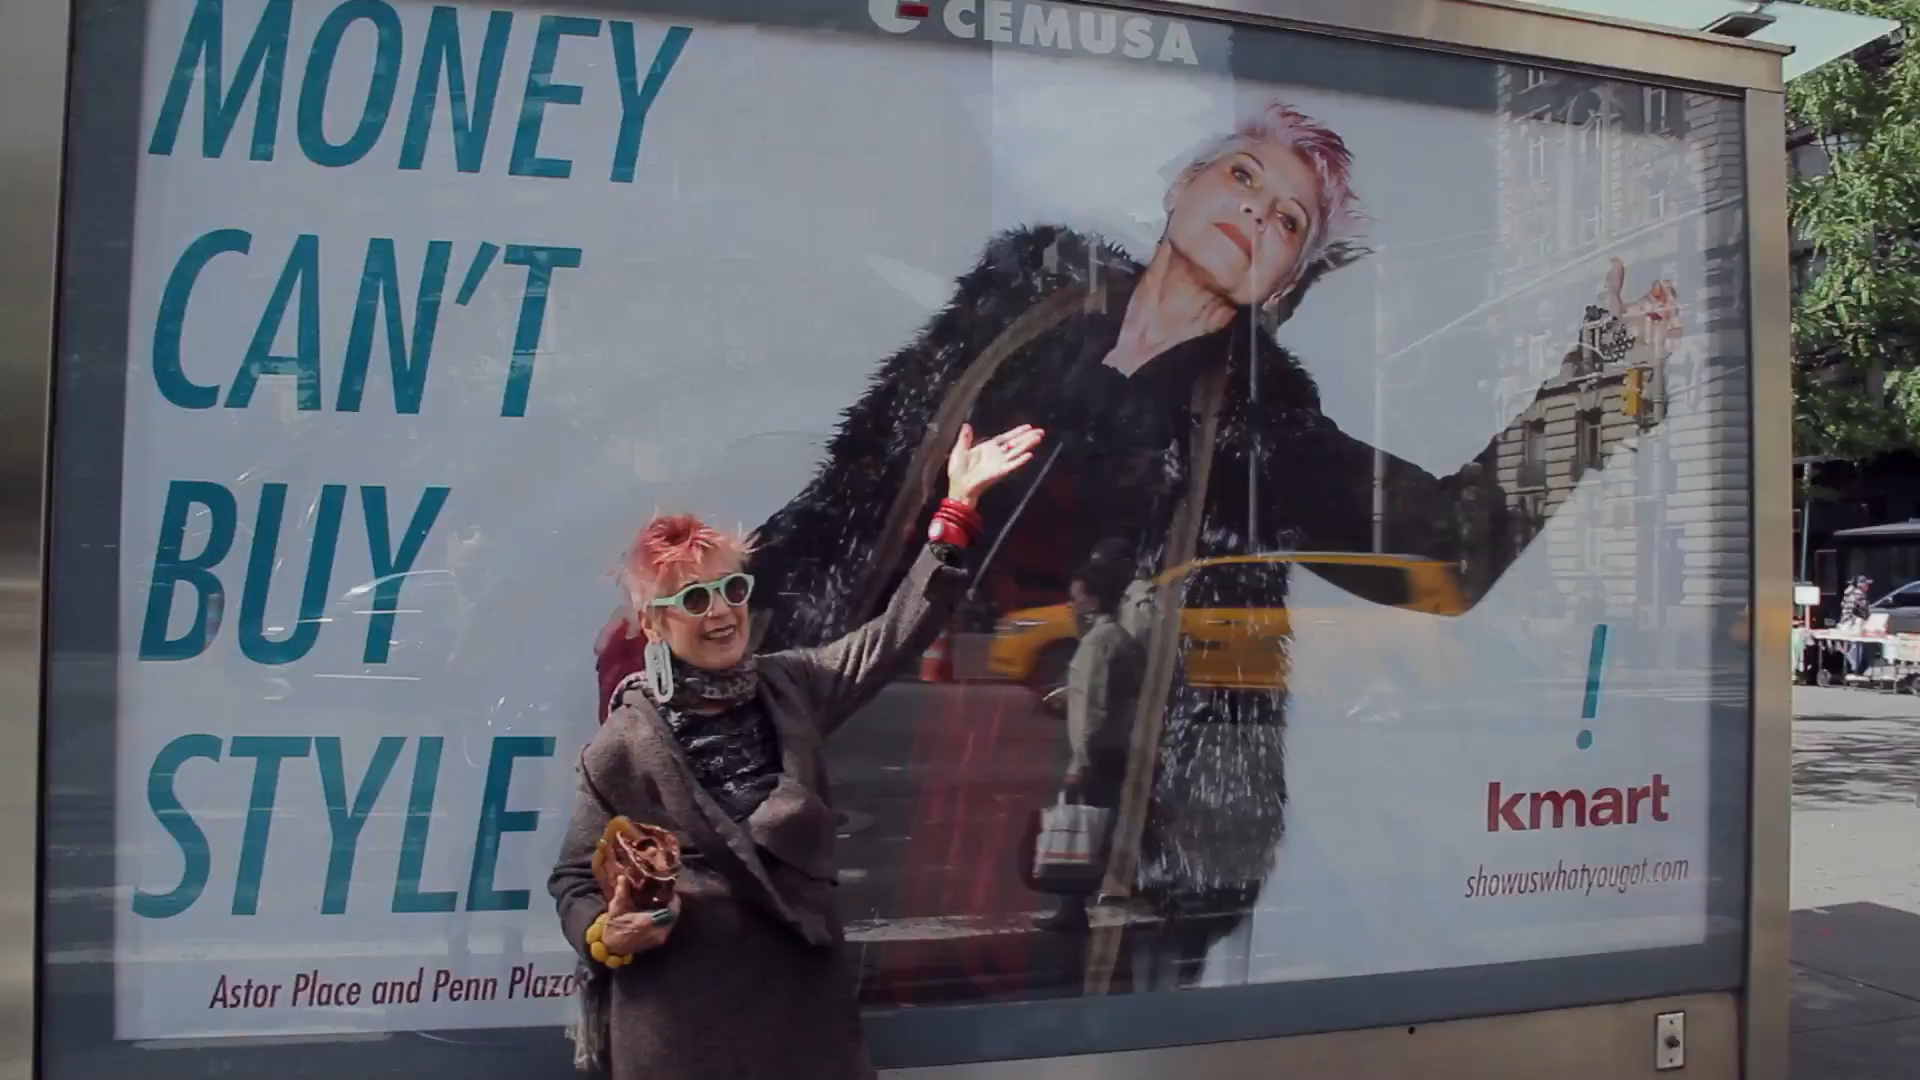 CEMUSA
MONEY
CAN'T
BUY
STYLE
!
kmart
showuswhatyougot.com
Astor Place and Penn Plaza